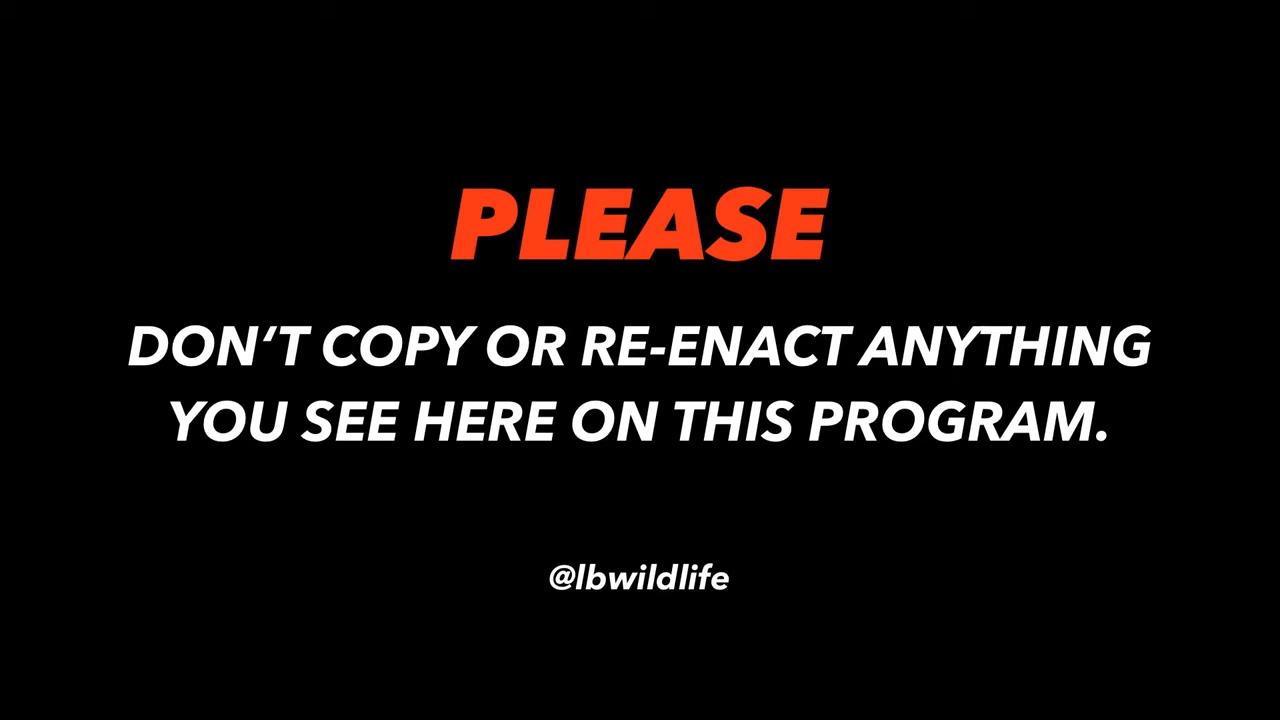 PLEASE
DON‘T COPY OR RE-ENACT ANYTHING
YOU SEE HERE ON THIS PROGRAM.
@lbwildlife